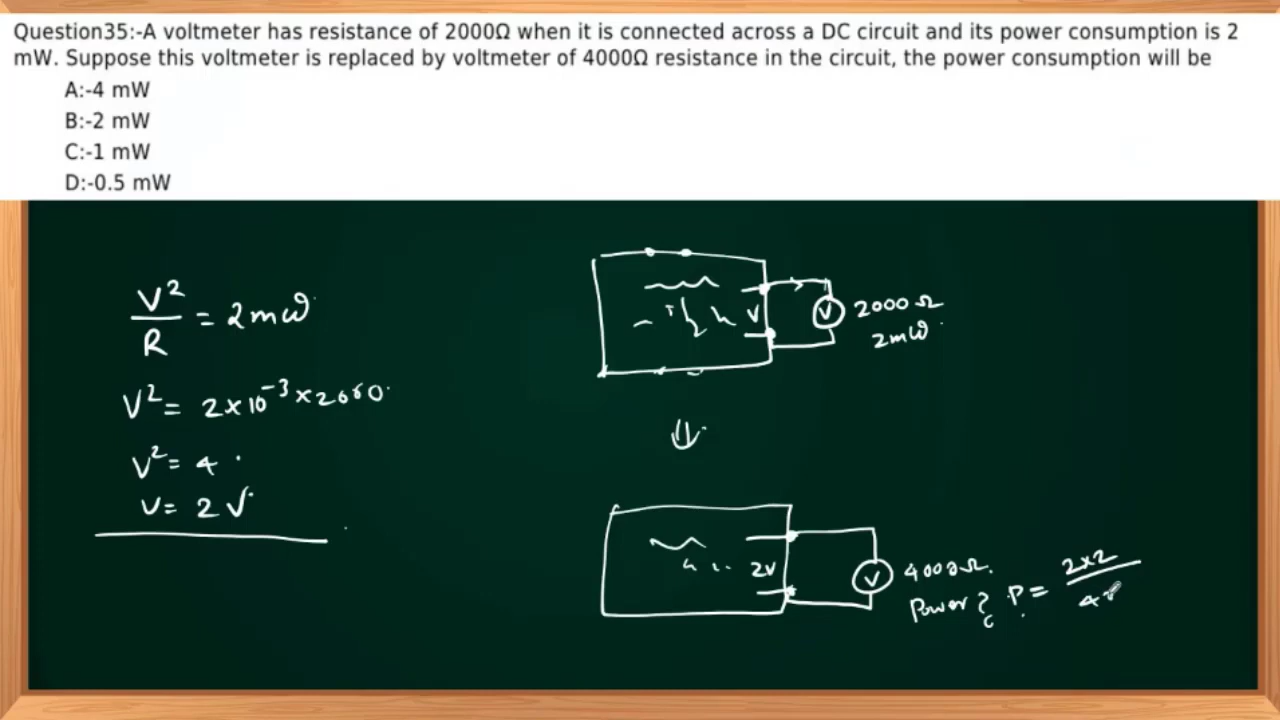 Question35:-A voltmeter has resistance of 2000Ω when it is connected across a DC circuit and its power consumption is 2
mW. Suppose this voltmeter is replaced by voltmeter of 4000Ω resistance in the circuit, the power consumption will be
A:-4 mW
B:-2 mW
C:-1 mW
D:-0.5 mW
V²/R = 2mW
V² = 2×10⁻³×2000
V² = 4
V = 2V
V
V
2000Ω
2mW
2V
V
4000Ω
Power? P = 2×2/